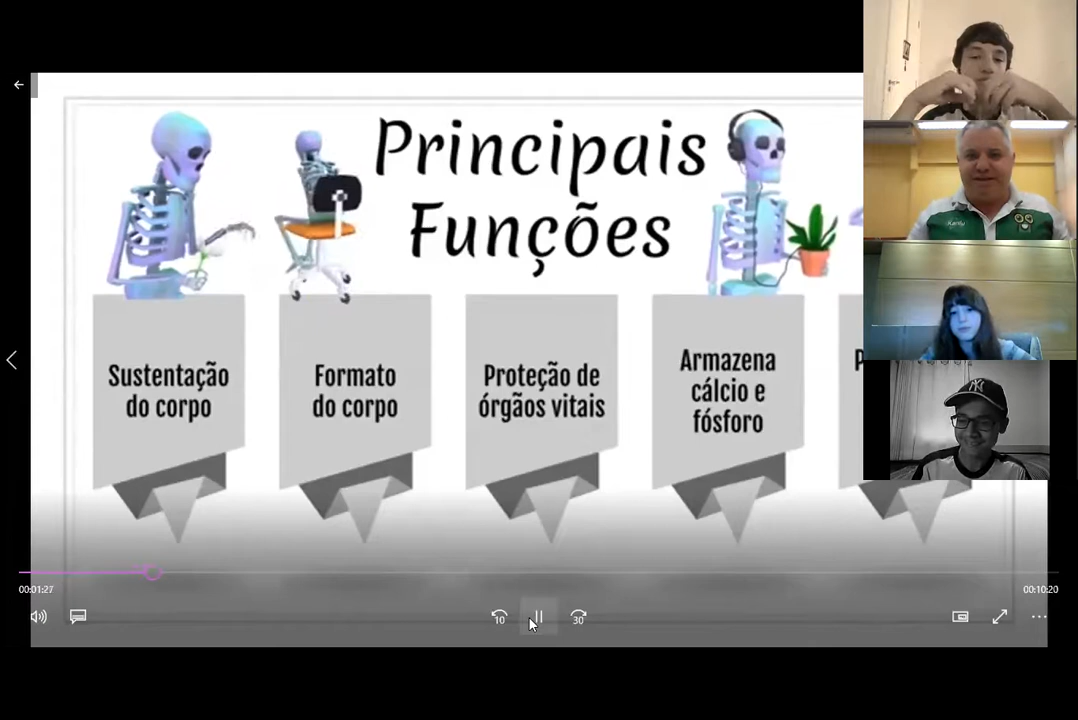 Principais
Funções
Sustentação
do corpo
Formato
do corpo
Proteção de
órgãos vitais
Armazena
cálcio e
fósforo
P
00:01:27
00:10:20
10
30